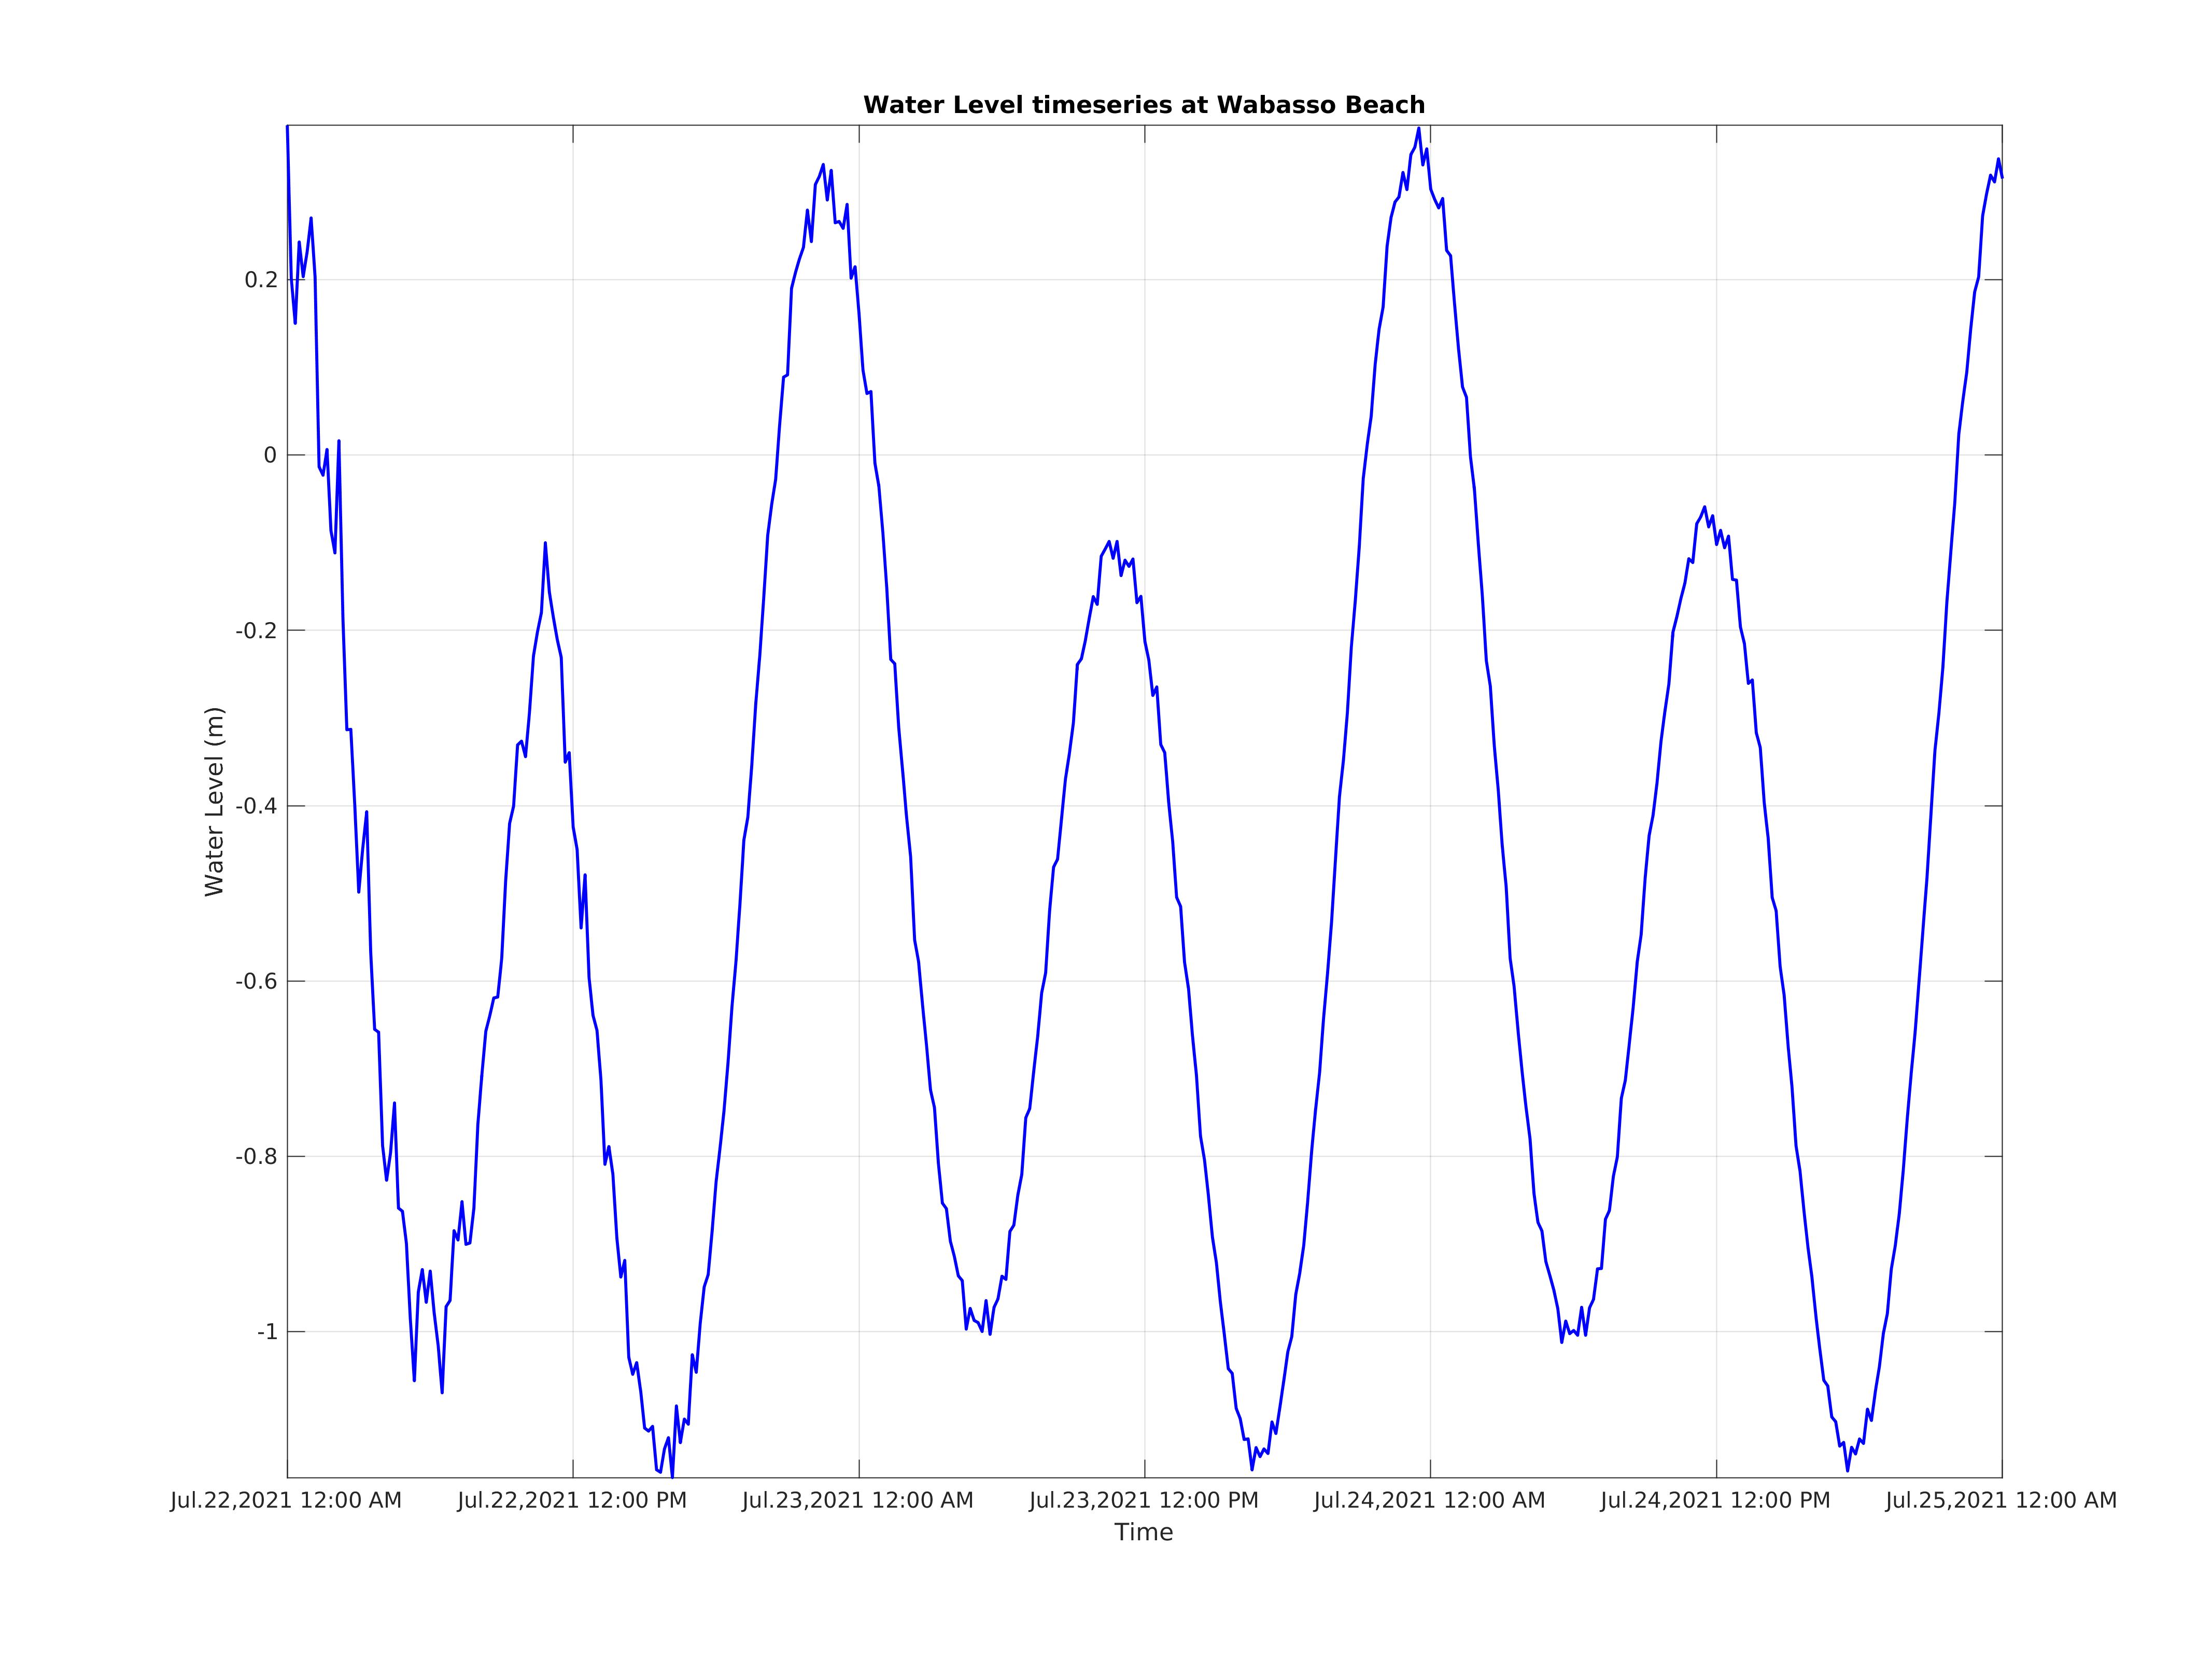 Water Level timeseries at Wabasso Beach
0.2
0
-0.2
-0.4
-0.6
-0.8
-1
Water Level (m)
Jul.22,2021 12:00 AM Jul.22,2021 12:00 PM Jul.23,2021 12:00 AM Jul.23,2021 12:00 PM Jul.24,2021 12:00 AM Jul.24,2021 12:00 PM Jul.25,2021 12:00 AM
Time